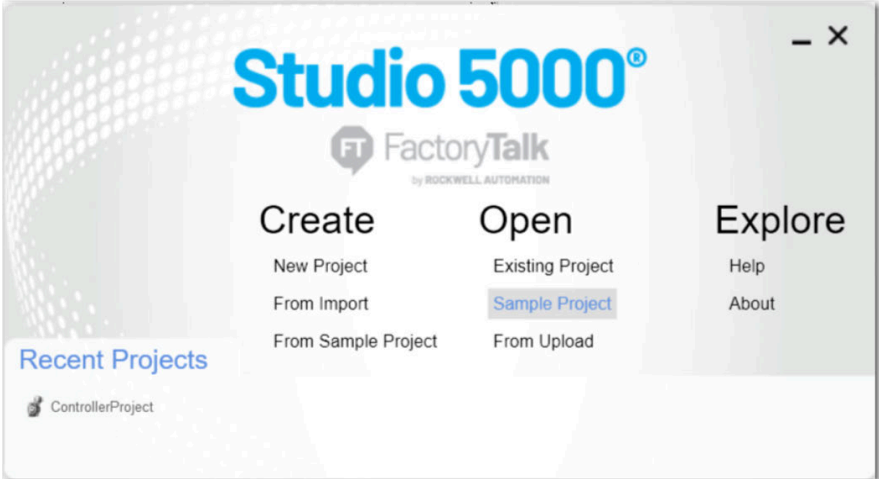 Studio 5000®
FT FactoryTalk
by ROCKWELL AUTOMATION
Create
New Project
From Import
From Sample Project
Open
Existing Project
Sample Project
From Upload
Explore
Help
About
Recent Projects
ControllerProject